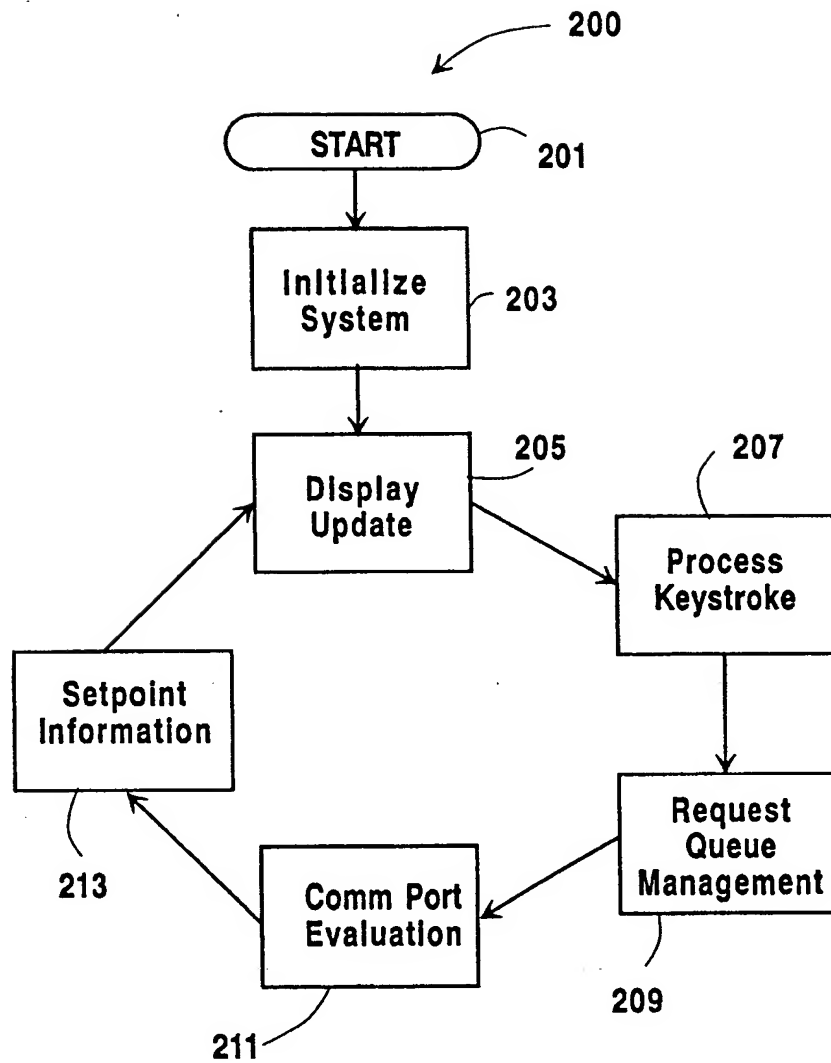 200
START
201
Initialize
System
203
Display
Update
205
207
Process
Keystroke
Setpoint
Information
213
Request
Queue
Management
209
Comm Port
Evaluation
211